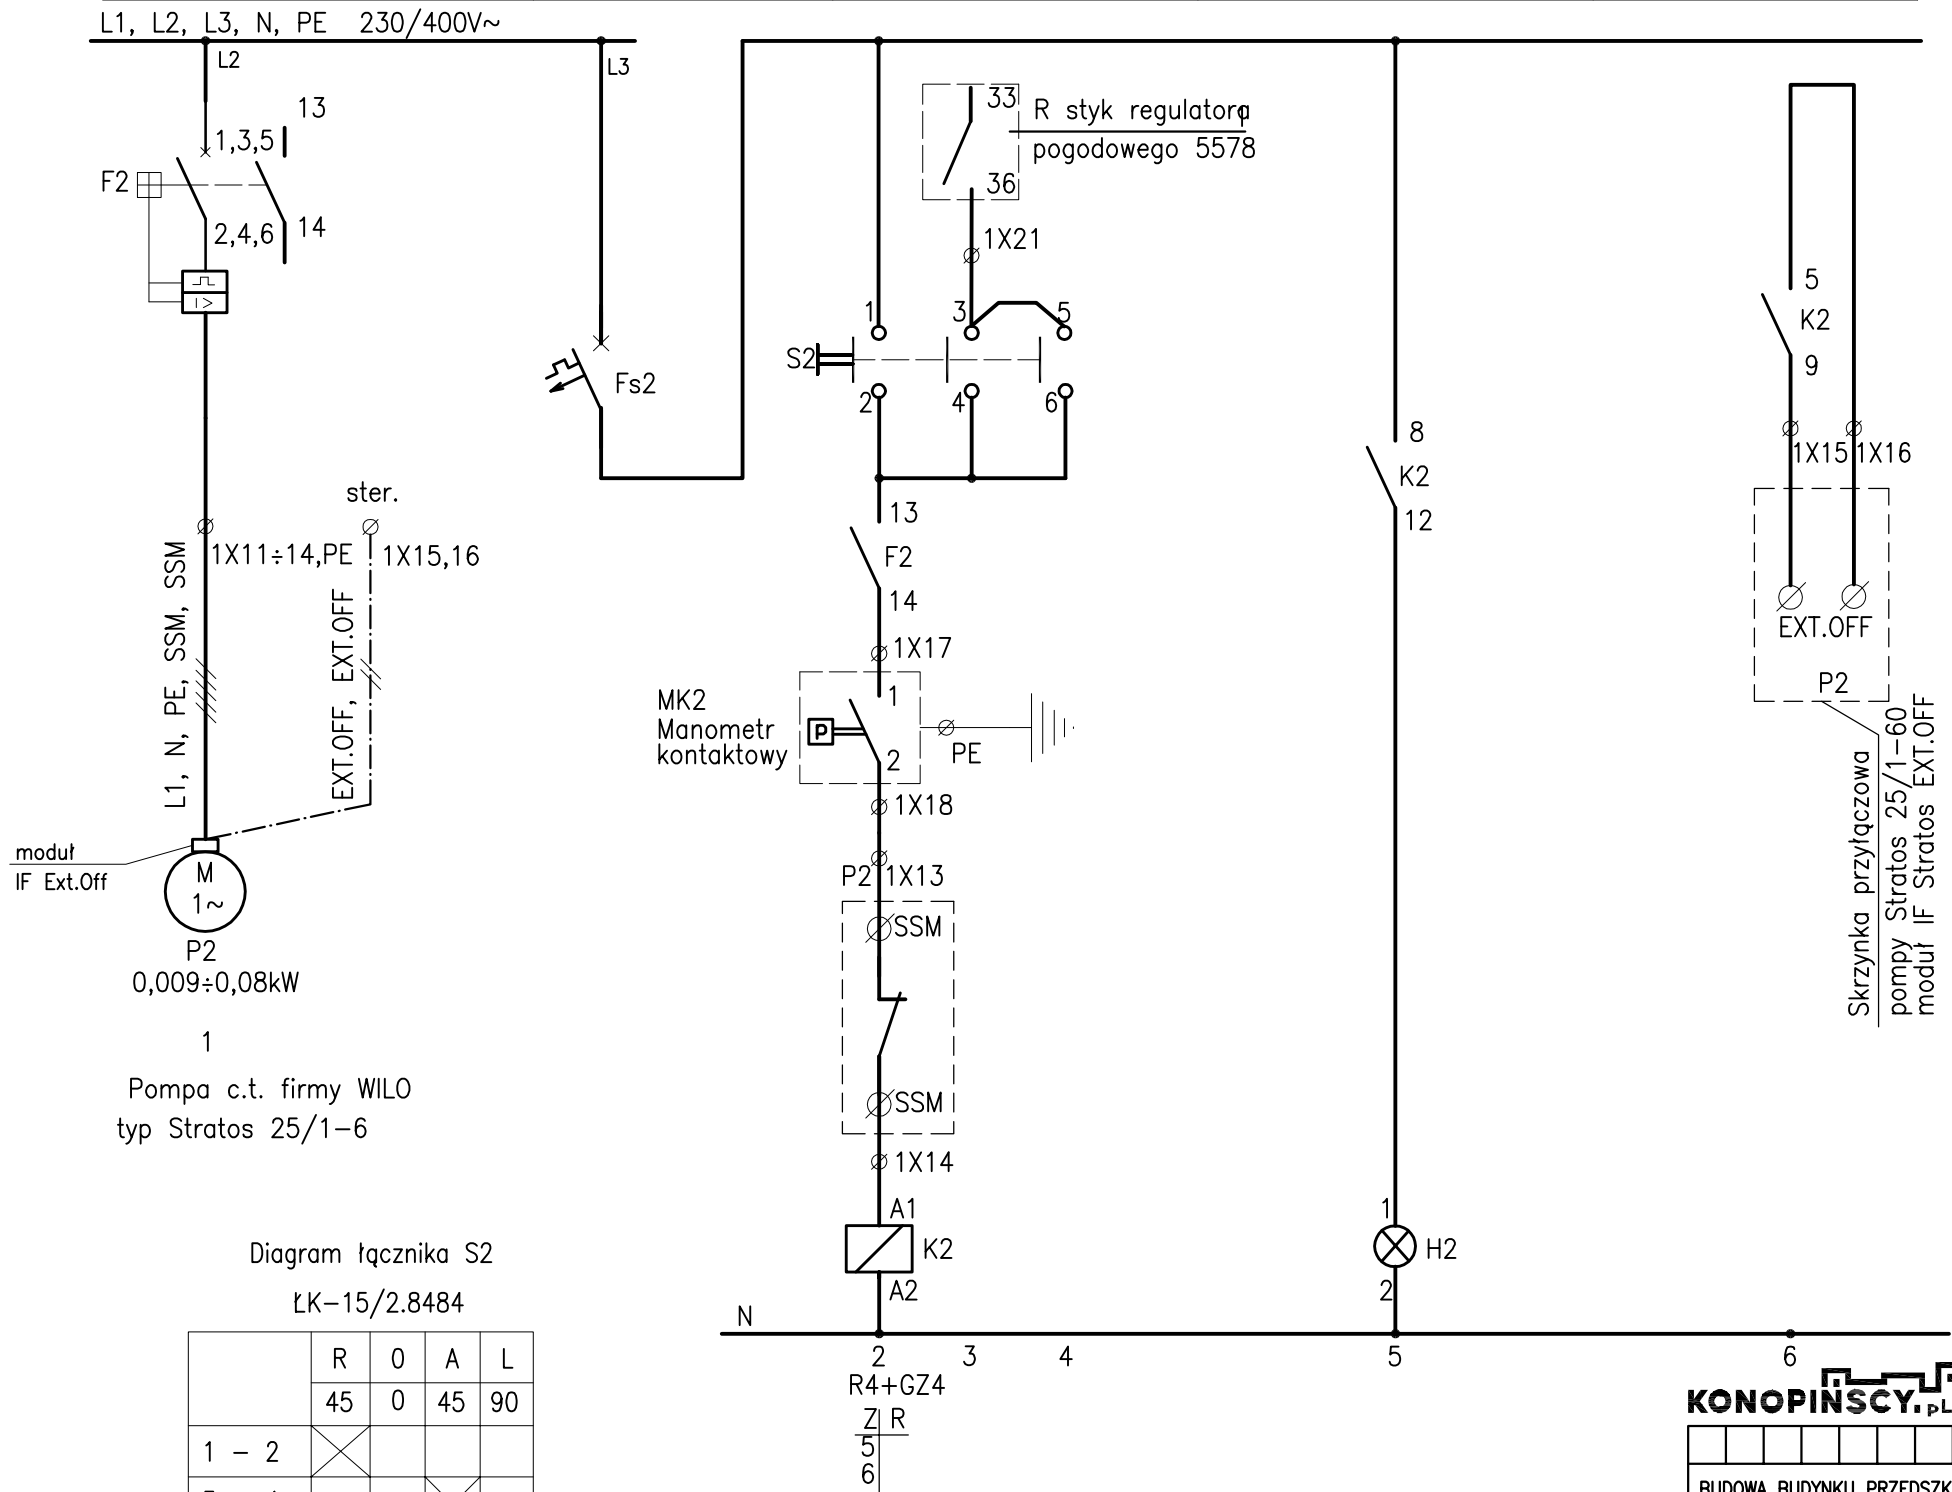 L1, L2, L3, N, PE 230/400V~
L2
L3
13
1,3,5
F2
2,4,6
14
I>
33
R styk regulatora
pogodowego 5578
36
1X21
1
3
5
S2
2
4
6
Fs2
5
K2
9
1X15
1X16
EXT.OFF
P2
Skrzynka przyłączowa
pompy Stratos 25/1-60
moduł IF Stratos EXT.OFF
8
K2
12
ster.
1X11÷14,PE
1X15,16
L1, N, PE, SSM, SSM
EXT.OFF, EXT.OFF
13
F2
14
1X17
MK2
Manometr
kontaktowy
P
1
2
PE
1X18
P2
1X13
SSM
SSM
1X14
moduł
IF Ext.Off
M
1~
P2
0,009÷0,08kW
1
Pompa c.t. firmy WILO
typ Stratos 25/1-6
A1
K2
A2
1
H2
2
N
2
3
4
5
6
R4+GZ4
Z R
5
6
Diagram łącznika S2
ŁK-15/2.8484
R 0 A L
45 0 45 90
1 - 2
KONOPIŃSCY.pL
BUDOWA BUDYNKU PRZEDSZK